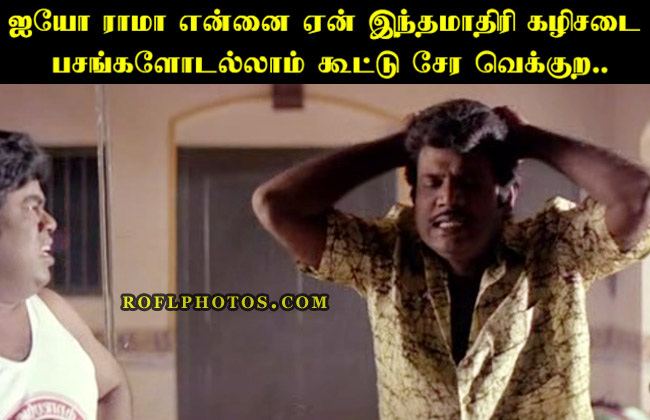 ஐயோ ராமா என்னை ஏன் இந்தமாதிரி கழிசடை
பசங்களோடல்லாம் கூட்டு சேர வெக்குற..
ROFLPHOTOS.COM